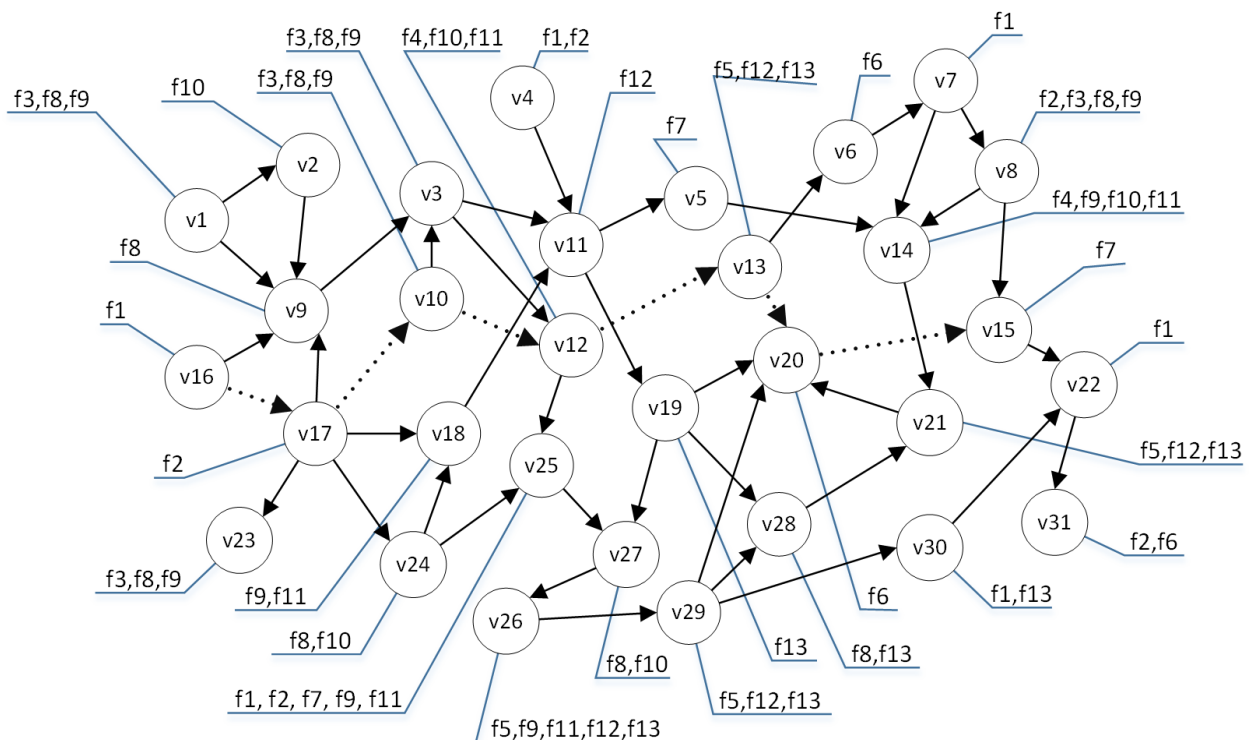 f1
f3,f8,f9
f4,f10,f11
f1,f2
f6
f5,f12,f13
v7
f3,f8,f9
f12
f10
f3,f8,f9
v4
f2,f3,f8,f9
f7
v6
v2
v8
v3
v5
v1
f4,f9,f10,f11
v11
v14
f8
f7
v13
v10
v9
f1
v15
v12
f1
v20
v16
v22
v19
v21
v17
v18
f5,f12,f13
f2
v25
v28
v31
v23
v30
v27
f2,f6
v24
f3,f8,f9
f9,f11
v29
f6
f1,f13
v26
f8,f10
f13
f8,f13
f8,f10
f1, f2, f7, f9, f11
f5,f12,f13
f5,f9,f11,f12,f13